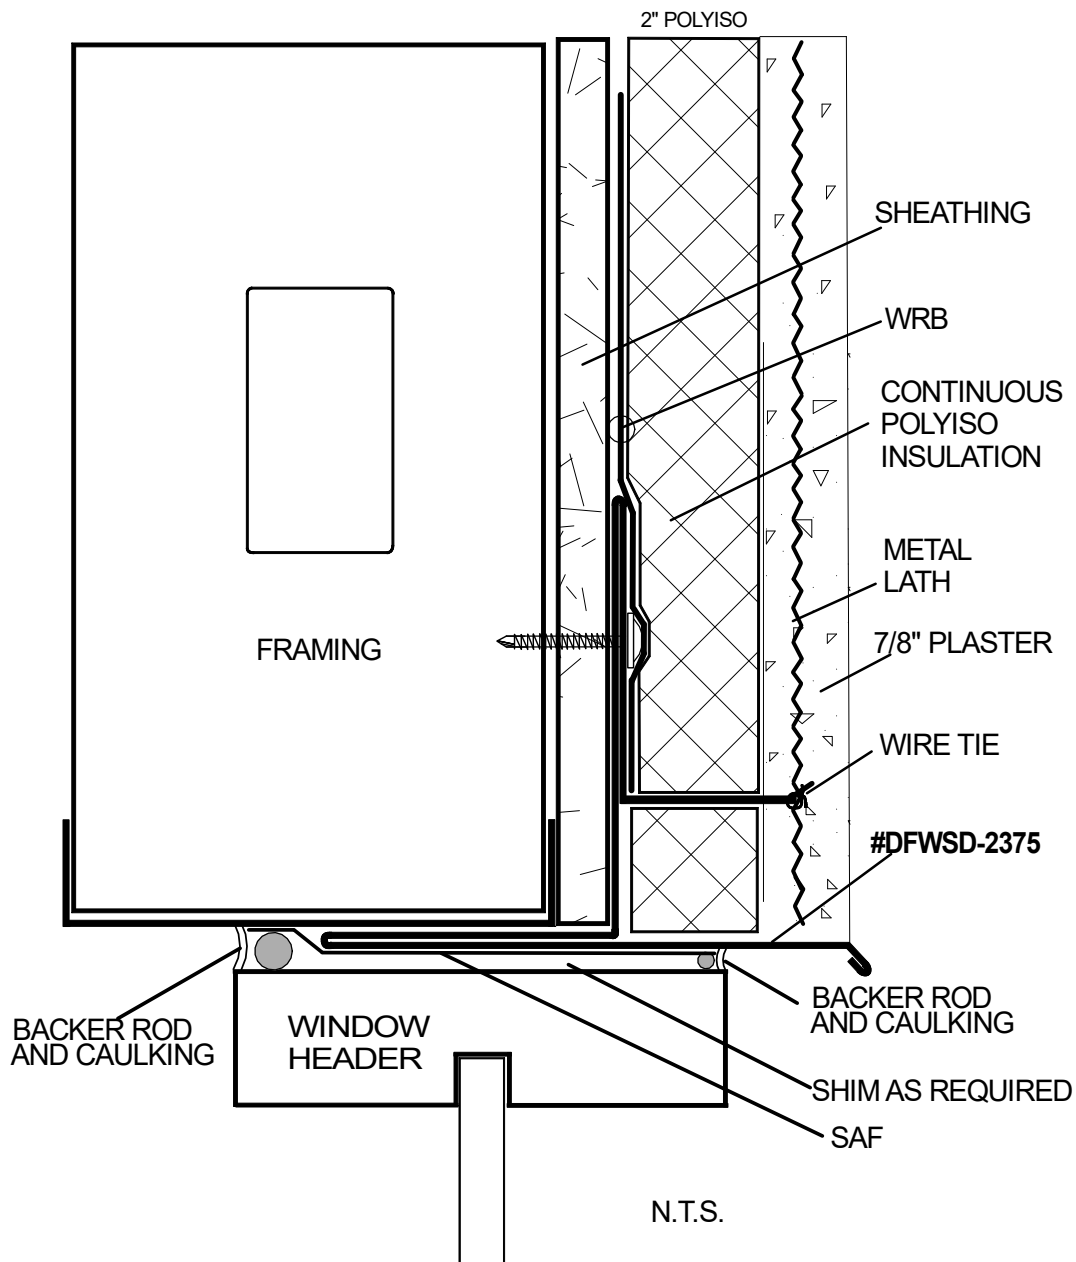 2" POLYISO
SHEATHING
WRB
CONTINUOUS
POLYISO
INSULATION
METAL
LATH
7/8" PLASTER
FRAMING
WIRE TIE
#DFWSD-2375
BACKER ROD
AND CAULKING
WINDOW
HEADER
BACKER ROD
AND CAULKING
SHIM AS REQUIRED
SAF
N.T.S.